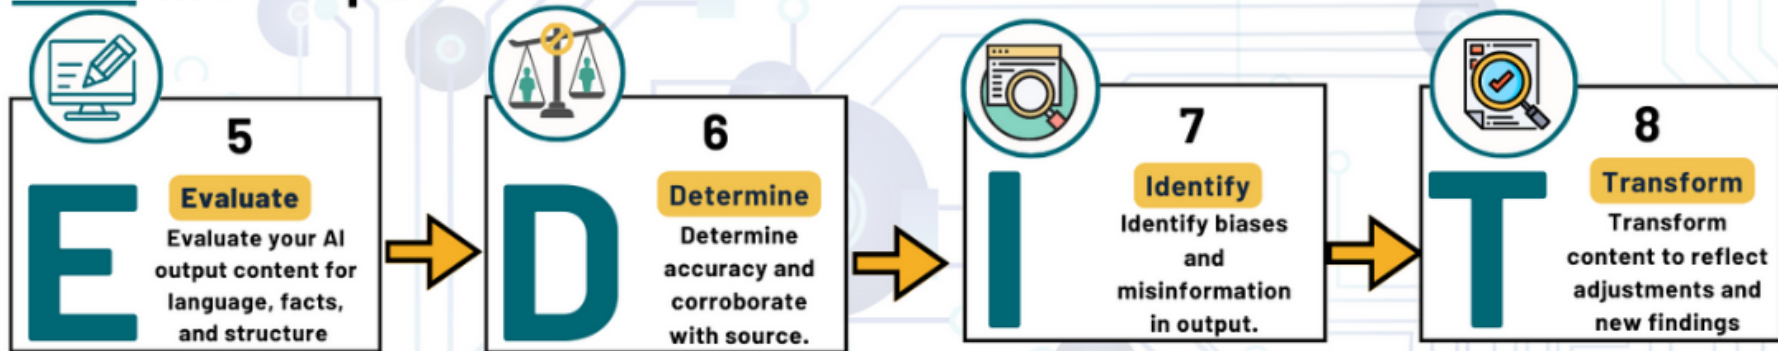 5
E
Evaluate
Evaluate your AI
output content for
language, facts,
and structure
6
D
Determine
Determine
accuracy and
corroborate
with source.
7
I
Identify
Identify biases
and
misinformation
in output.
8
T
Transform
Transform
content to reflect
adjustments and
new findings